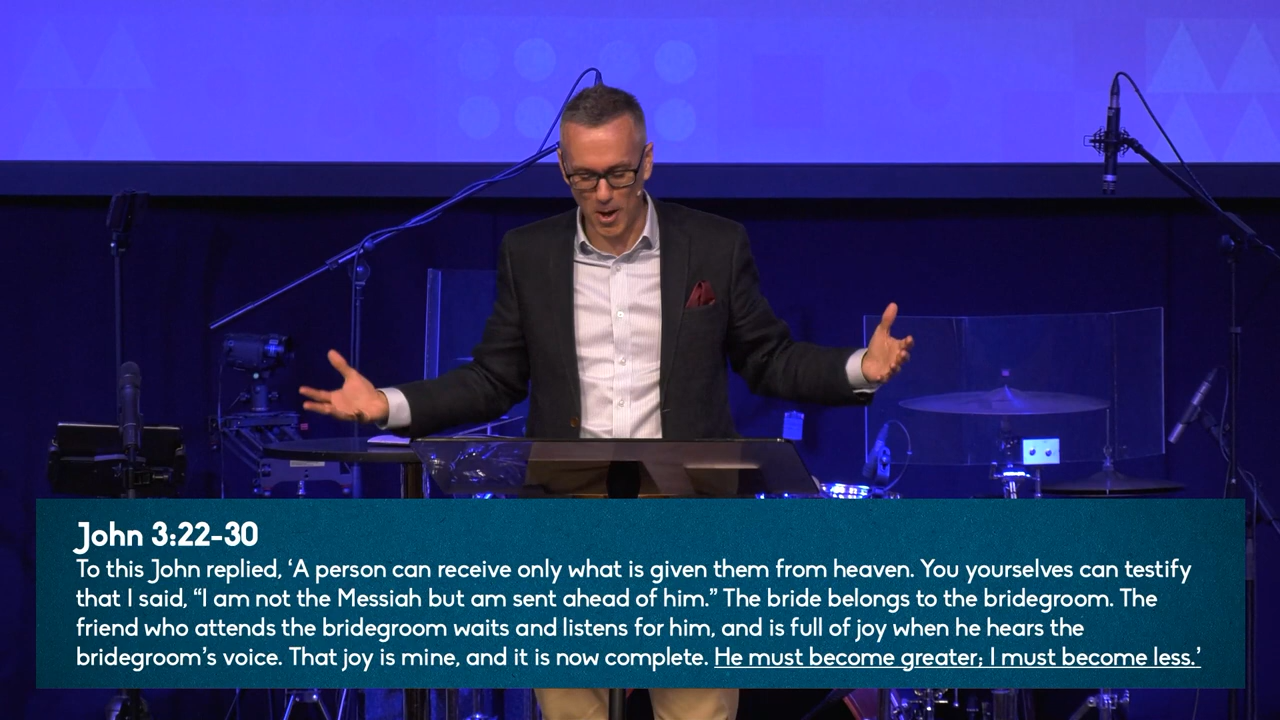 John 3:22-30
To this John replied, ‘A person can receive only what is given them from heaven. You yourselves can testify
that I said, “I am not the Messiah but am sent ahead of him.” The bride belongs to the bridegroom. The
friend who attends the bridegroom waits and listens for him, and is full of joy when he hears the
bridegroom’s voice. That joy is mine, and it is now complete. He must become greater; I must become less.’